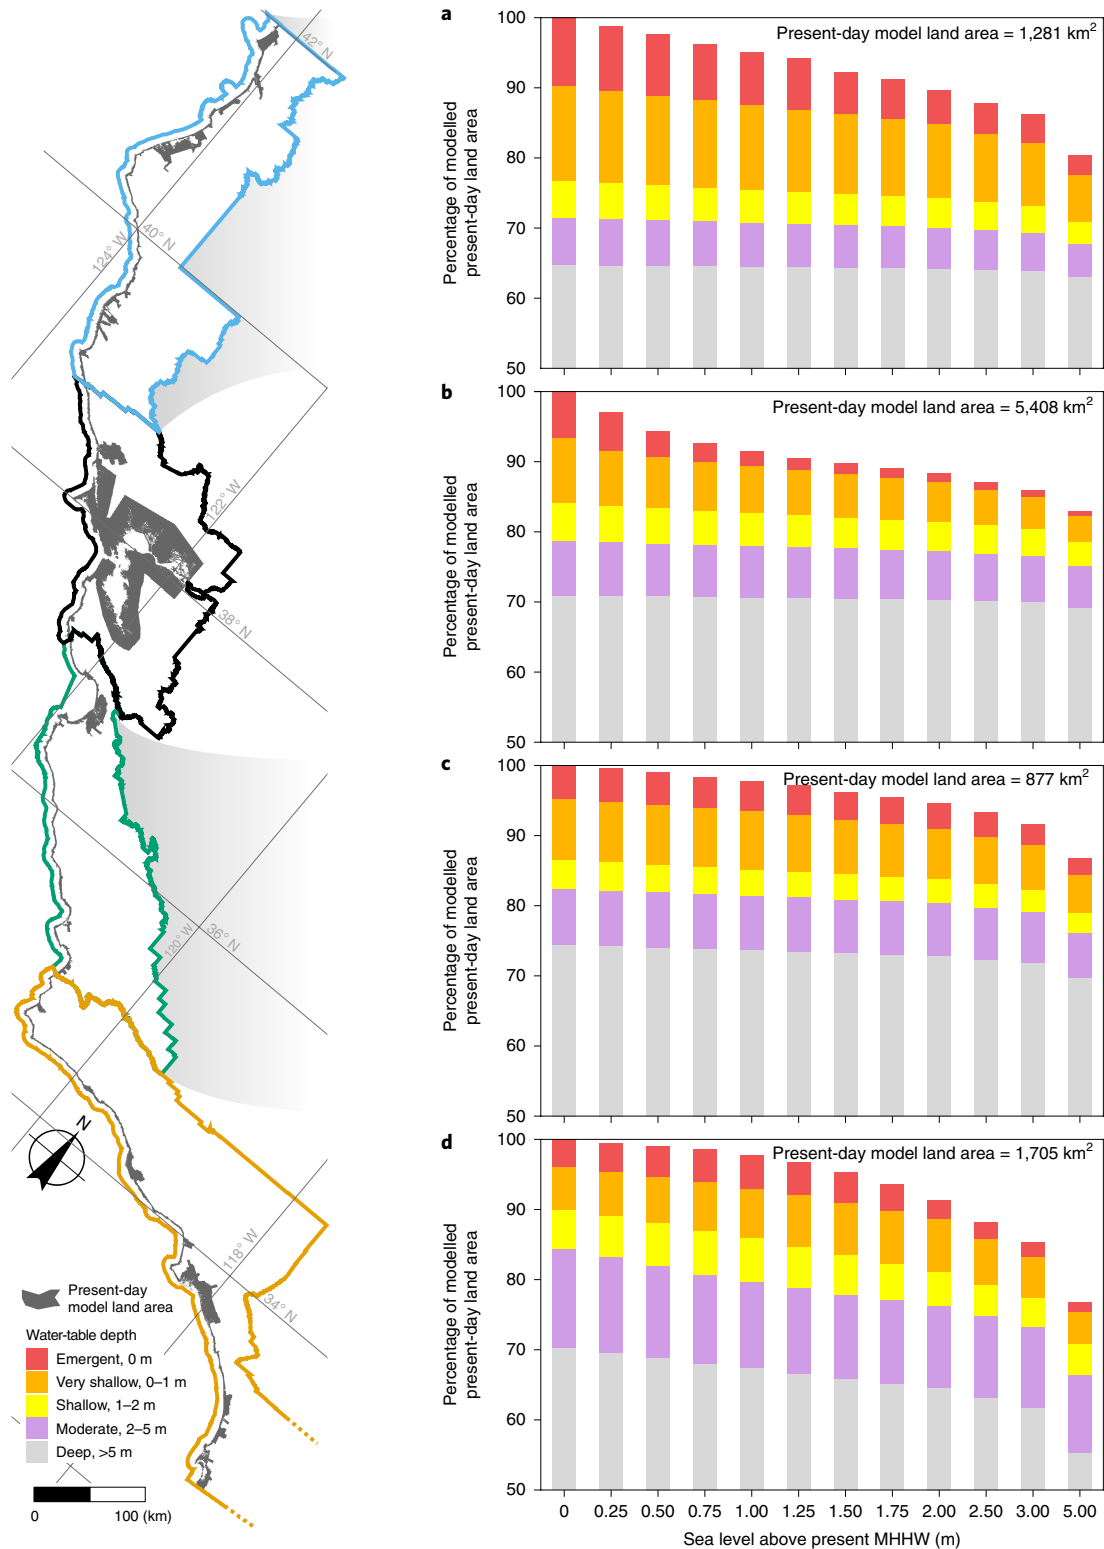 42° N
124° W
40° N
122° W
38° N
120° W
36° N
N
118° W
34° N
Present-day
model land area
Water-table depth
Emergent, 0 m
Very shallow, 0–1 m
Shallow, 1–2 m
Moderate, 2–5 m
Deep, >5 m
0 100 (km)
a
Present-day model land area = 1,281 km²
Percentage of modelled
present-day land area
100
90
80
70
60
50
b
Present-day model land area = 5,408 km²
Percentage of modelled
present-day land area
100
90
80
70
60
50
c
Present-day model land area = 877 km²
Percentage of modelled
present-day land area
100
90
80
70
60
50
d
Present-day model land area = 1,705 km²
Percentage of modelled
present-day land area
100
90
80
70
60
50
0 0.25 0.50 0.75 1.00 1.25 1.50 1.75 2.00 2.50 3.00 5.00
Sea level above present MHHW (m)